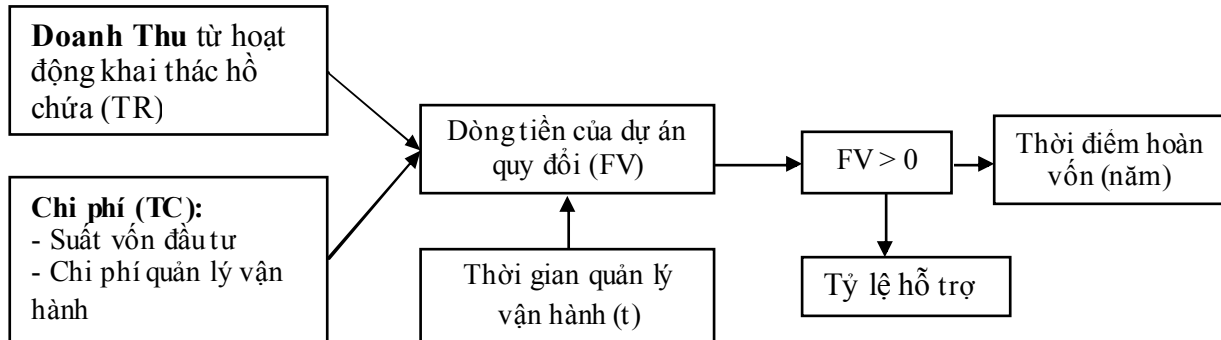 Doanh Thu từ hoạt
động khai thác hồ
chứa (TR)
Chi phí (TC):
- Suất vốn đầu tư
- Chi phí quản lý vận
hành
Dòng tiền của dự án
quy đổi (FV)
Thời gian quản lý
vận hành (t)
FV > 0
Tỷ lệ hỗ trợ
Thời điểm hoàn
vốn (năm)